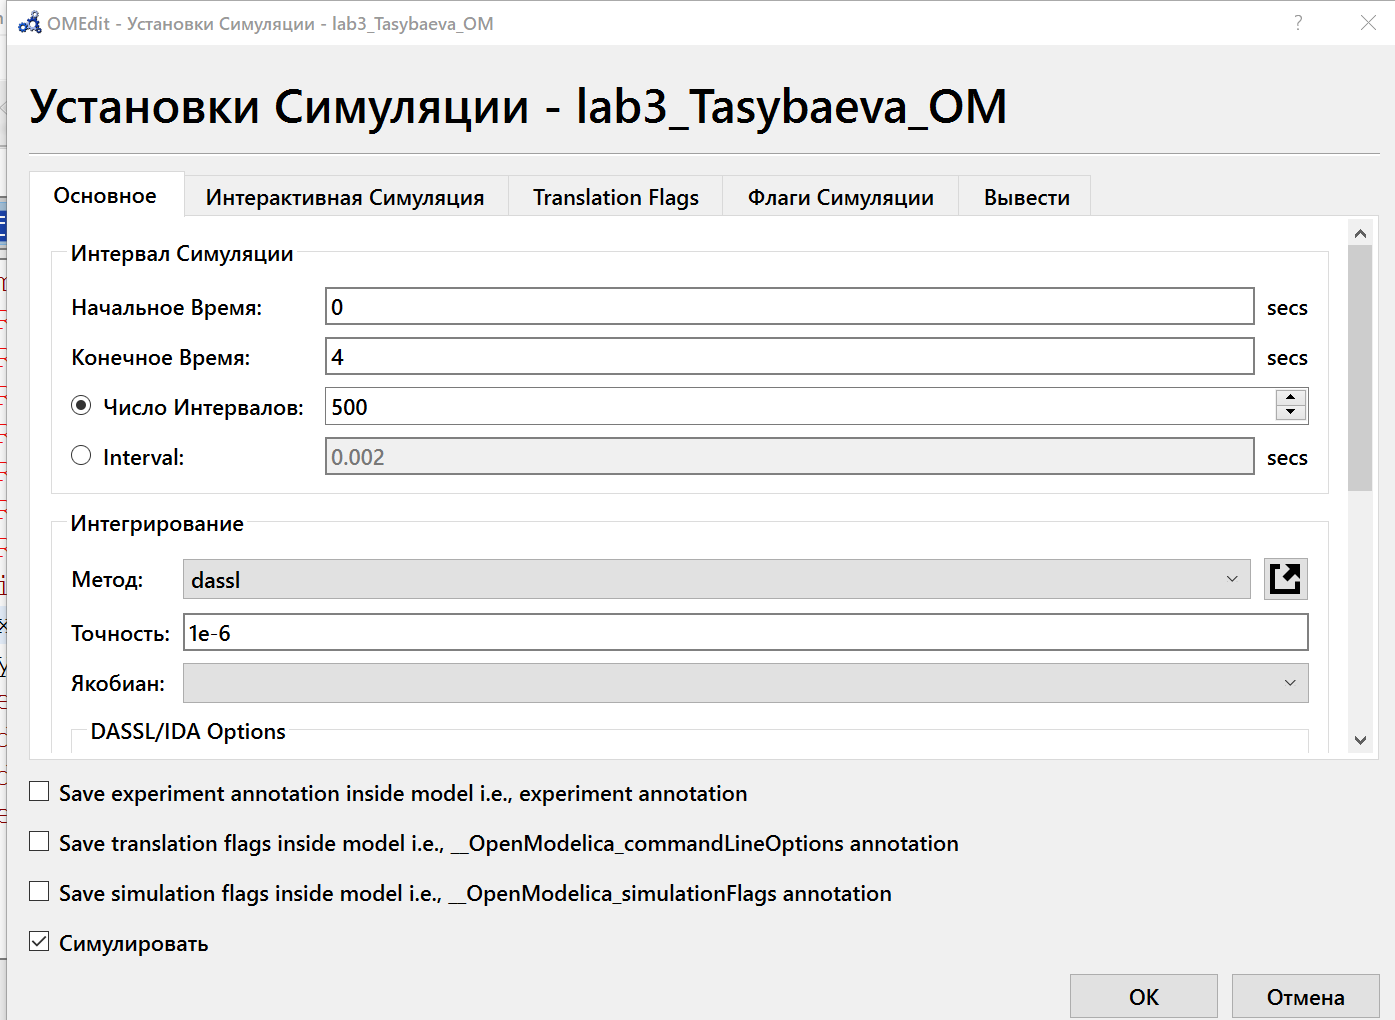 OMEdit - Установки Симуляции - lab3_Tasybaeva_OM
Установки Симуляции - lab3_Tasybaeva_OM
Основное Интерактивная Симуляция Translation Flags Флаги Симуляции Вывести
Интервал Симуляции
Начальное Время: 0 secs
Конечное Время: 4 secs
Число Интервалов: 500
Interval: 0.002 secs
Интегрирование
Метод: dassl
Точность: 1e-6
Якобиан:
DASSL/IDA Options
Save experiment annotation inside model i.e., experiment annotation
Save translation flags inside model i.e., __OpenModelica_commandLineOptions annotation
Save simulation flags inside model i.e., __OpenModelica_simulationFlags annotation
Симулировать
OK Отмена